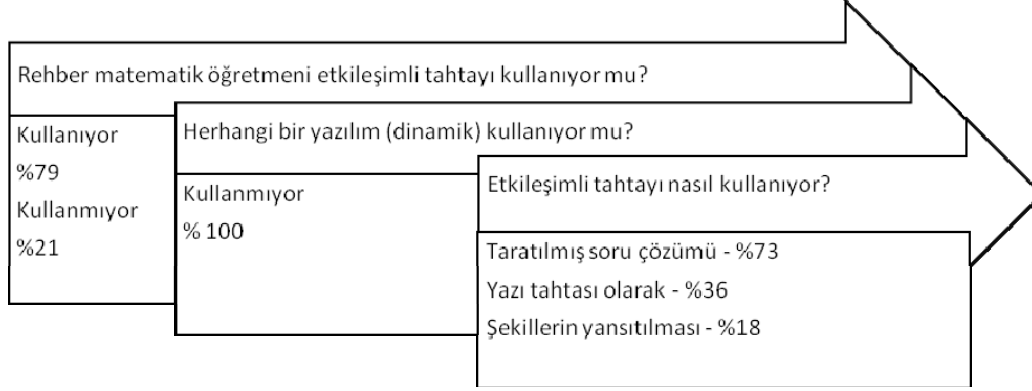 Rehber matematik öğretmeni etkileşimli tahtayı kullanıyor mu?
Kullanıyor
%79
Kullanmıyor
%21
Herhangi bir yazılım (dinamik) kullanıyor mu?
Kullanmıyor
% 100
Etkileşimli tahtayı nasıl kullanıyor?
Taratılmış soru çözümü - %73
Yazı tahtası olarak - %36
Şekillerin yansıtılması - %18